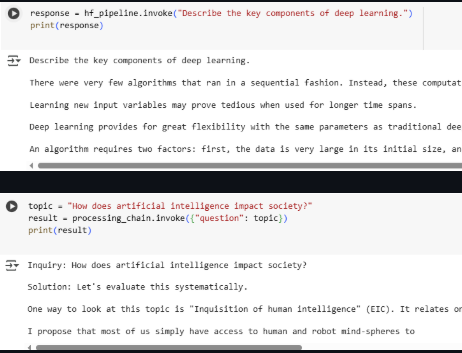 response = hf_pipeline.invoke("Describe the key components of deep learning.")
print(response)
Describe the key components of deep learning.
There were very few algorithms that ran in a sequential fashion. Instead, these computat
Learning new input variables may prove tedious when used for longer time spans.
Deep learning provides for great flexibility with the same parameters as traditional dee
An algorithm requires two factors: first, the data is very large in its initial size, an
topic = "How does artificial intelligence impact society?"
result = processing_chain.invoke({"question": topic})
print(result)
Inquiry: How does artificial intelligence impact society?
Solution: Let's evaluate this systematically.
One way to look at this topic is "Inquisition of human intelligence" (EIC). It relates on
I propose that most of us simply have access to human and robot mind-spheres to